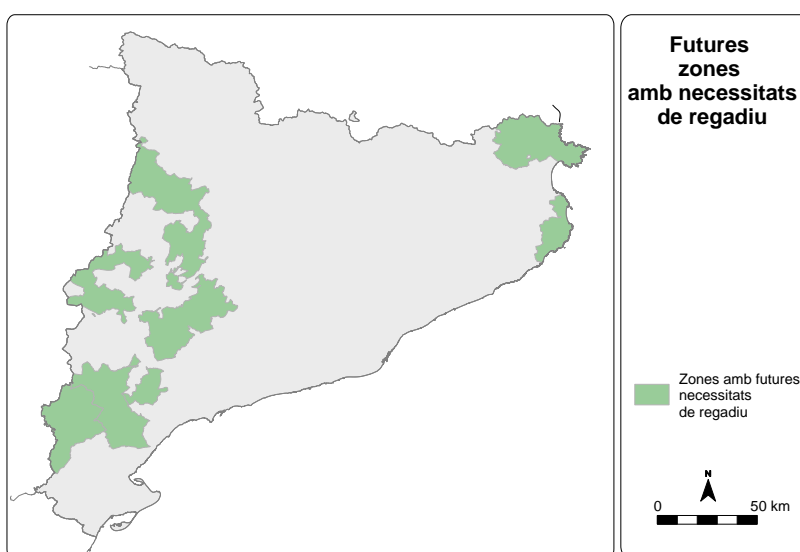 Futures
zones
amb necessitats
de regadiu
Zones amb futures
necessitats
de regadiu
N
0 50 km